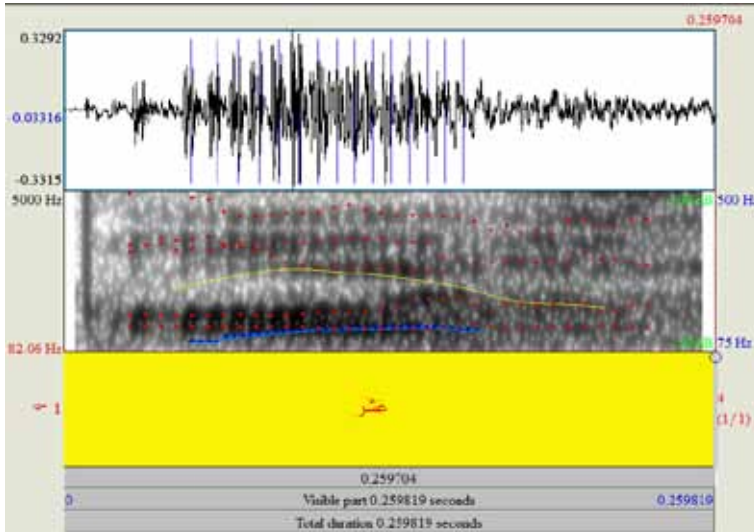 0.259704
0.3292
-0.03316
-0.3315
5000 Hz
500 Hz
82.06 Hz
75 Hz
1
4
(1/1)
0.259704
0
Visible part 0.259819 seconds
0.259819
Total duration 0.259819 seconds